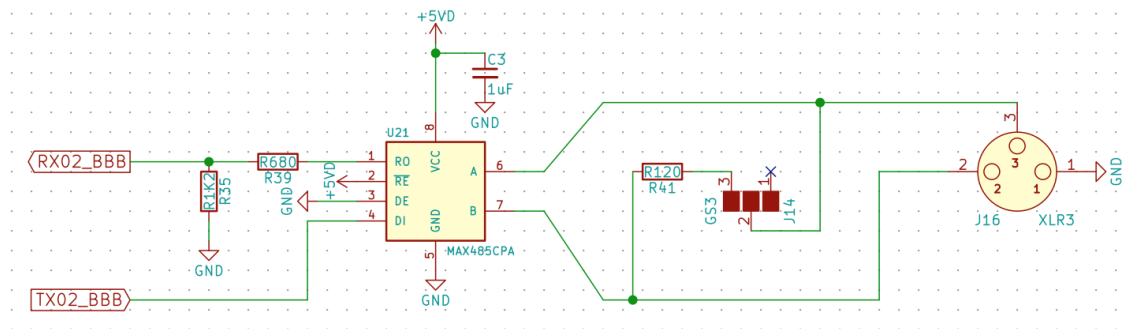 +5VD
C3
1uF
GND
U21
8
VCC
RX02_BBB
R680
R39
1
RO
A
6
R1K2
R35
+5VD
2
RE
GND
3
DE
4
DI
B
7
GND
5
MAX485CPA
GND
GND
TX02_BBB
R120
R41
3
1
GS3
2
J14
3
3
2
2
1
1
GND
J16
XLR3